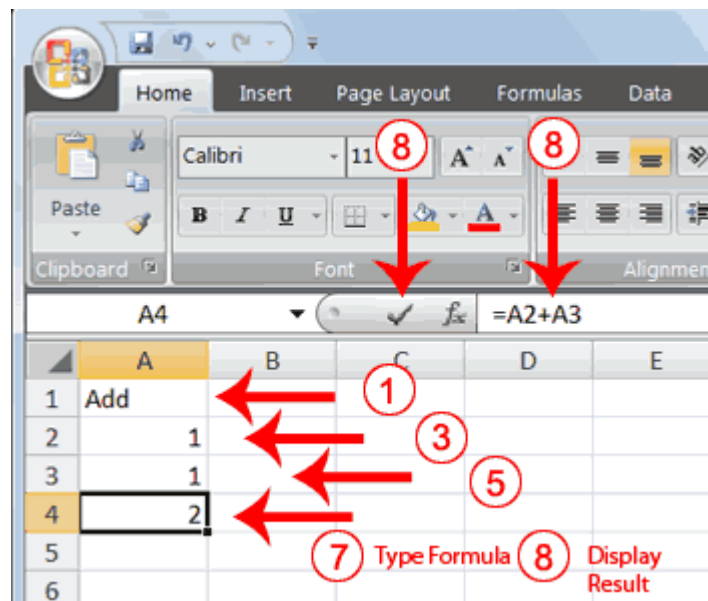 Home Insert Page Layout Formulas Data
Calibri 11 8 A A 8
Paste B I U A
Clipboard Font Alignmen
A4 fx =A2+A3
A B C D E
1 Add 1
2 1 3
3 1 5
4 2
5 7 Type Formula 8 Display
Result
6